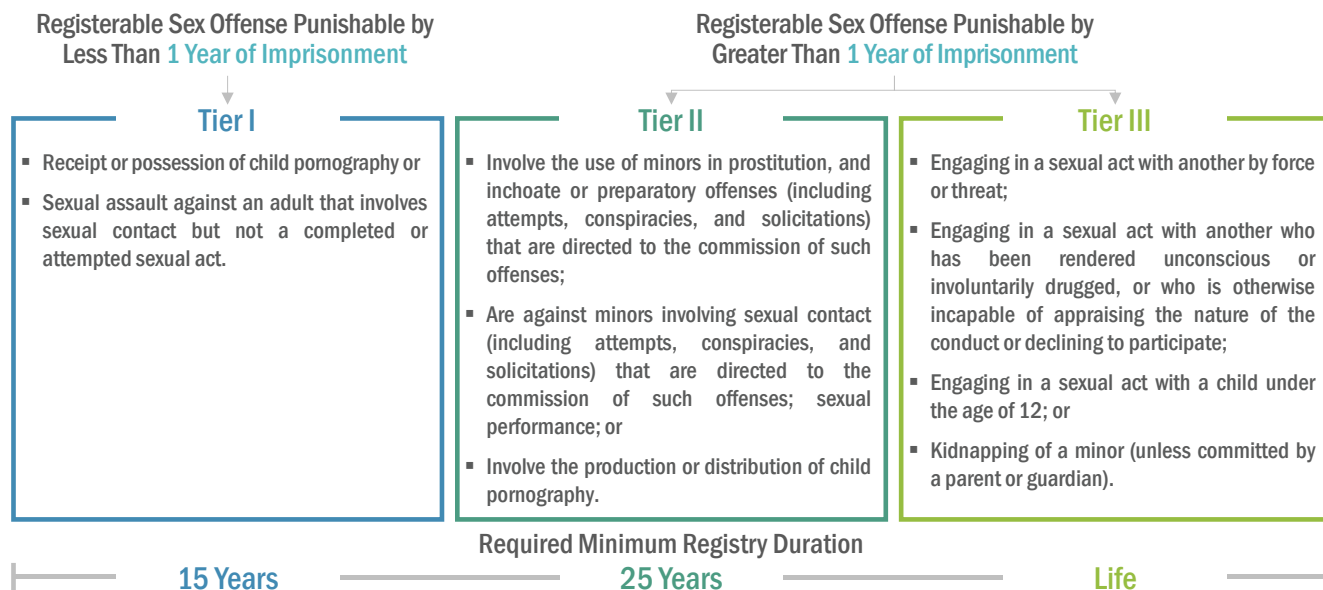 Registerable Sex Offense Punishable by
Less Than 1 Year of Imprisonment
Registerable Sex Offense Punishable by
Greater Than 1 Year of Imprisonment
Tier I
▪ Receipt or possession of child pornography or
▪ Sexual assault against an adult that involves
sexual contact but not a completed or
attempted sexual act.
Tier II
▪ Involve the use of minors in prostitution, and
inchoate or preparatory offenses (including
attempts, conspiracies, and solicitations)
that are directed to the commission of such
offenses;
▪ Are against minors involving sexual contact
(including attempts, conspiracies, and
solicitations) that are directed to the
commission of such offenses; sexual
performance; or
▪ Involve the production or distribution of child
pornography.
Tier III
▪ Engaging in a sexual act with another by force
or threat;
▪ Engaging in a sexual act with another who
has been rendered unconscious or
involuntarily drugged, or who is otherwise
incapable of appraising the nature of the
conduct or declining to participate;
▪ Engaging in a sexual act with a child under
the age of 12; or
▪ Kidnapping of a minor (unless committed by
a parent or guardian).
Required Minimum Registry Duration
15 Years
25 Years
Life